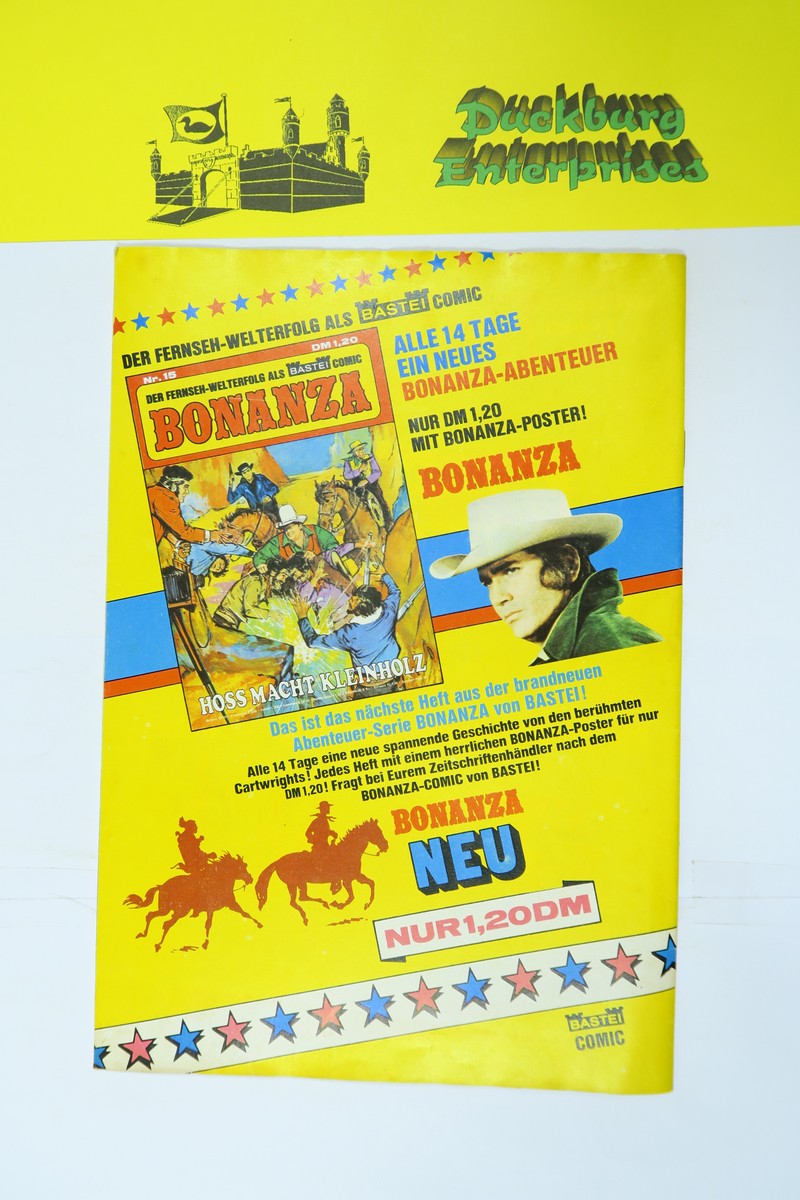 Duckburg
Enterprises
DER FERNSEH-WELTERFOLG ALS BASTEI COMIC
Nr. 15
DM 1,20
DER FERNSEH-WELTERFOLG ALS BASTEI COMIC
BONANZA
HOSS MACHT KLEINHOLZ
ALLE 14 TAGE
EIN NEUES
BONANZA-ABENTEUER
NUR DM 1,20
MIT BONANZA-POSTER!
BONANZA
Das ist das nächste Heft aus der brandneuen
Abenteuer-Serie BONANZA von BASTEI!
Alle 14 Tage eine neue spannende Geschichte von den berühmten
Cartwrights! Jedes Heft mit einem herrlichen BONANZA-Poster für nur
DM 1,20! Fragt bei Eurem Zeitschriftenhändler nach dem
BONANZA-COMIC von BASTEI!
BONANZA
NEU
NUR 1,20 DM
BASTEI
COMIC